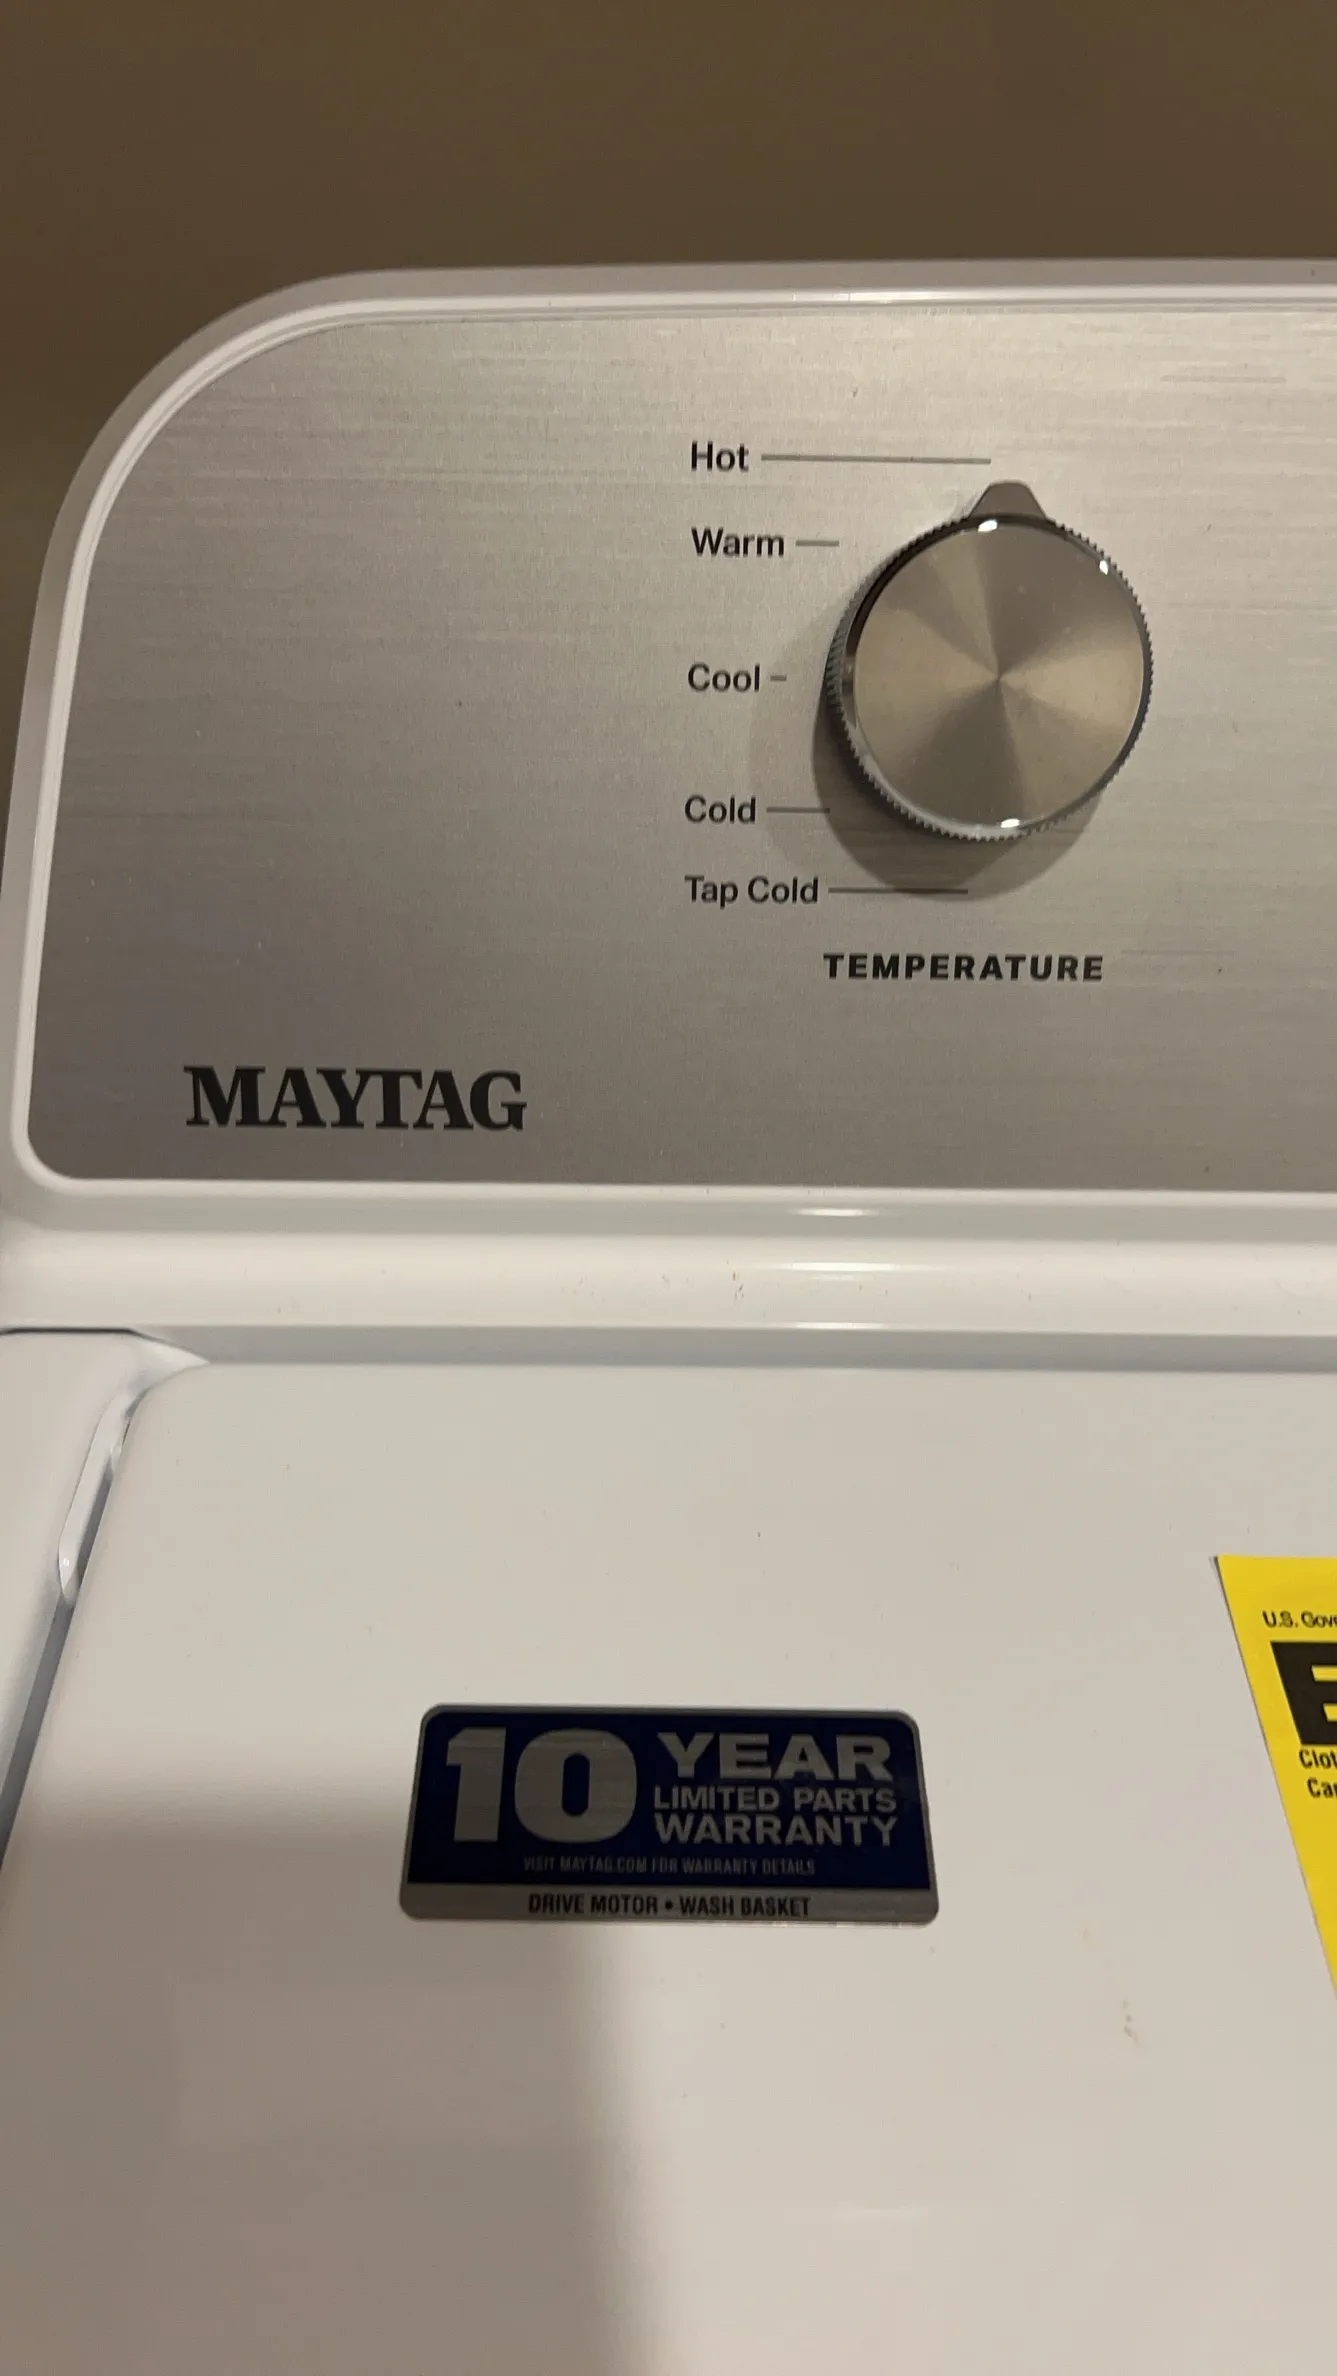 Hot
Warm
Cool
Cold
Tap Cold
TEMPERATURE
MAYTAG
U.S.
10 YEAR
LIMITED PARTS
WARRANTY
VISIT MAYTAG.COM FOR WARRANTY DETAILS
DRIVE MOTOR • WASH BASKET